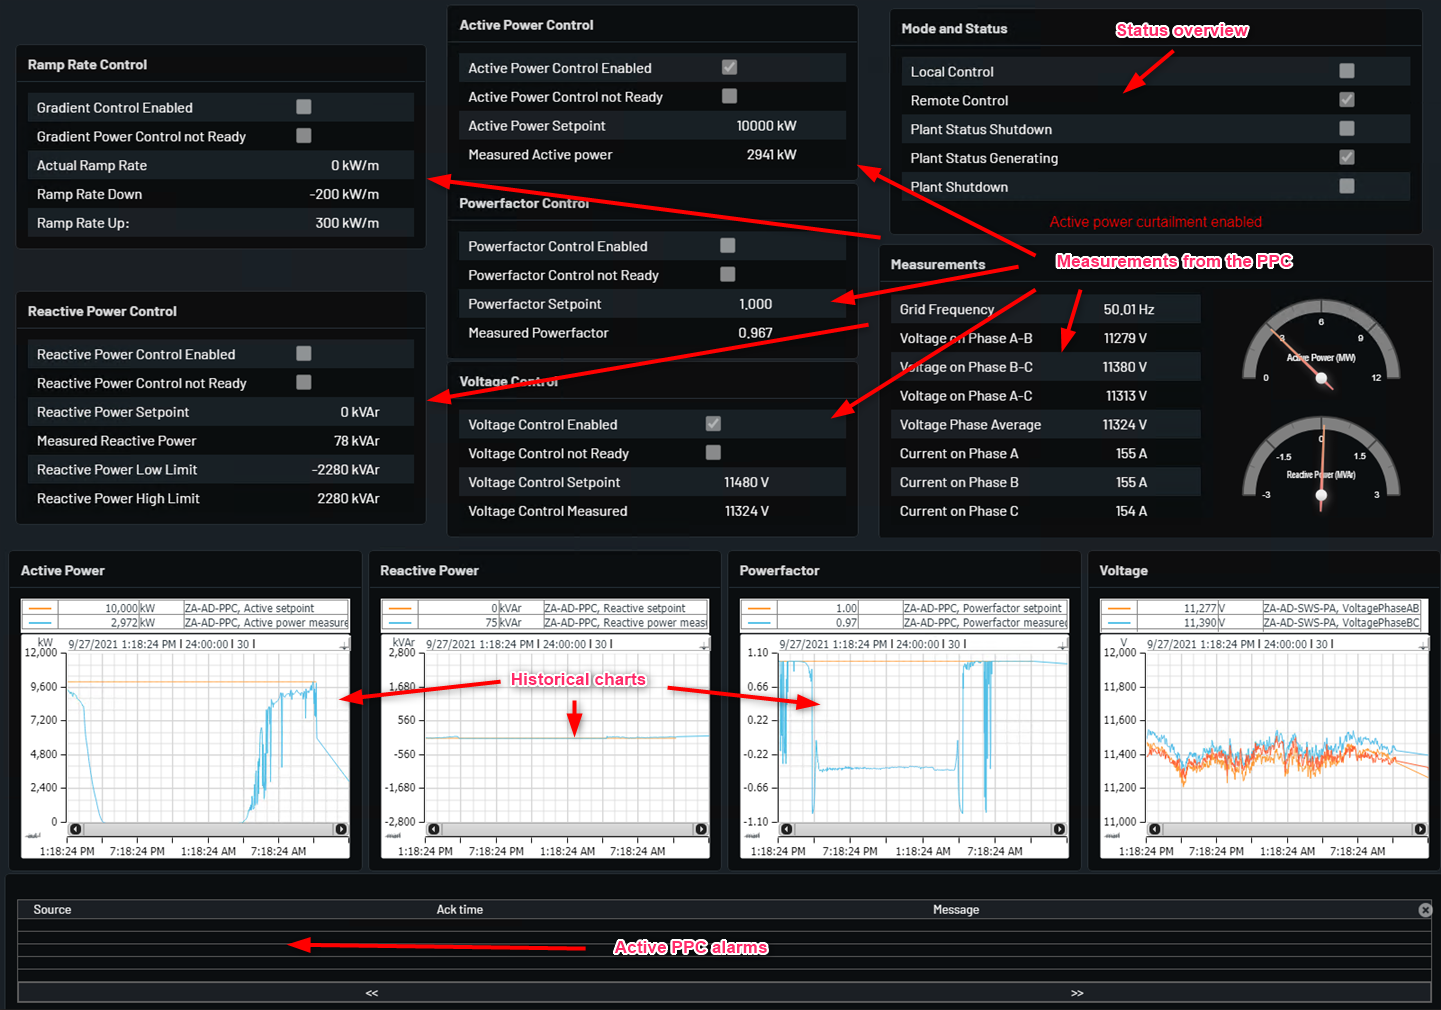 Ramp Rate Control
Gradient Control Enabled
Gradient Power Control not Ready
Actual Ramp Rate 0 kW/m
Ramp Rate Down -200 kW/m
Ramp Rate Up: 300 kW/m
Reactive Power Control
Reactive Power Control Enabled
Reactive Power Control not Ready
Reactive Power Setpoint 0 kVAr
Measured Reactive Power 78 kVAr
Reactive Power Low Limit -2280 kVAr
Reactive Power High Limit 2280 kVAr
Active Power Control
Active Power Control Enabled
Active Power Control not Ready
Active Power Setpoint 10000 kW
Measured Active power 2941 kW
Powerfactor Control
Powerfactor Control Enabled
Powerfactor Control not Ready
Powerfactor Setpoint 1.000
Measured Powerfactor 0.967
Voltage Control
Voltage Control Enabled
Voltage Control not Ready
Voltage Control Setpoint 11480 V
Voltage Control Measured 11324 V
Mode and Status
Status overview
Local Control
Remote Control
Plant Status Shutdown
Plant Status Generating
Plant Shutdown
Active power curtailment enabled
Measurements
Measurements from the PPC
Grid Frequency 50.01 Hz
Voltage on Phase A-B 11279 V
Voltage on Phase B-C 11380 V
Voltage on Phase A-C 11313 V
Voltage Phase Average 11324 V
Current on Phase A 155 A
Current on Phase B 155 A
Current on Phase C 154 A
0 3 6 9 12
Active Power (MW)
-3 -1.5 0 1.5 3
Reactive Power (MVAr)
Active Power
10,000 kW ZA-AD-PPC, Active setpoint
2,972 kW ZA-AD-PPC, Active power measure
kW 9/27/2021 1:18:24 PM 24:00:00 30
12,000
9,600
7,200
4,800
2,400
0
1:18:24 PM 7:18:24 PM 1:18:24 AM 7:18:24 AM
Reactive Power
0 kVAr ZA-AD-PPC, Reactive setpoint
75 kVAr ZA-AD-PPC, Reactive power measu
kVAr 9/27/2021 1:18:24 PM 24:00:00 30
2,800
1,680
560
-560
-1,680
-2,800
1:18:24 PM 7:18:24 PM 1:18:24 AM 7:18:24 AM
Historical charts
Powerfactor
1.00 ZA-AD-PPC, Powerfactor setpoint
0.97 ZA-AD-PPC, Powerfactor measured
9/27/2021 1:18:24 PM 24:00:00 30
1.10
0.66
0.22
-0.22
-0.66
-1.10
1:18:24 PM 7:18:24 PM 1:18:24 AM 7:18:24 AM
Voltage
11,277 V ZA-AD-SWS-PA, VoltagePhaseAB
11,390 V ZA-AD-SWS-PA, VoltagePhaseBC
V 9/27/2021 1:18:24 PM 24:00:00 30
12,000
11,800
11,600
11,400
11,200
11,000
1:18:24 PM 7:18:24 PM 1:18:24 AM 7:18:24 AM
Source Ack time Message
Active PPC alarms
<< >>